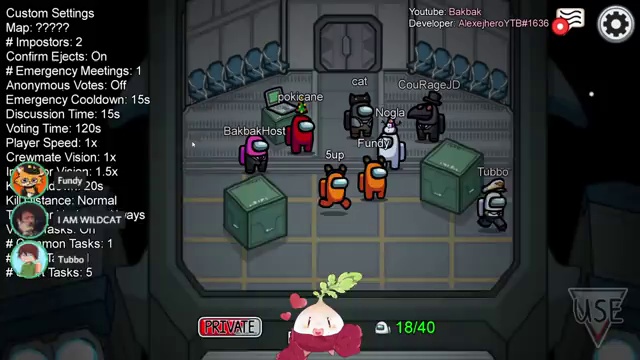 Custom Settings
Map: ?????
# Impostors: 2
Confirm Ejects: On
# Emergency Meetings: 1
Anonymous Votes: Off
Emergency Cooldown: 15s
Discussion Time: 15s
Voting Time: 120s
Player Speed: 1x
Crewmate Vision: 1x
Vision: 1.5x
20s
Kill Distance: Normal
# Common Tasks: 1
Tasks: 5
Fundy
I AM WILDCAT
Tubbo
Youtube: Bakbak
Developer: AlexejheroYTB#1636
cat
CouRageJD
pokicane
Nogla
BakbakHost
Fundy
5up
Tubbo
PRIVATE
18/40
USE